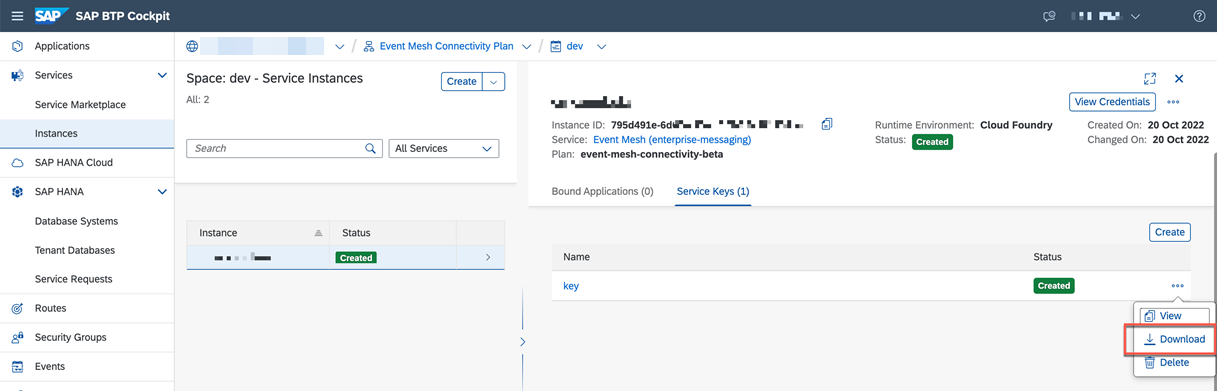 SAP SAP BTP Cockpit
Applications
Services
Service Marketplace
Instances
SAP HANA Cloud
SAP HANA
Database Systems
Tenant Databases
Service Requests
Routes
Security Groups
Events
/ Event Mesh Connectivity Plan / dev
Space: dev - Service Instances
Create
All: 2
Search
All Services
Instance Status
Created
View Credentials
Instance ID: 795d491e-6d
Service: Event Mesh (enterprise-messaging)
Plan: event-mesh-connectivity-beta
Runtime Environment: Cloud Foundry
Status: Created
Created On: 20 Oct 2022
Changed On: 20 Oct 2022
Bound Applications (0) Service Keys (1)
Create
Name Status
key Created
View
Download
Delete